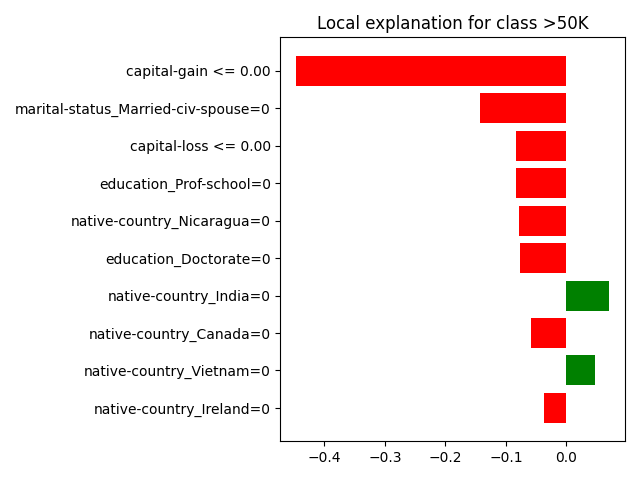 Local explanation for class >50K
capital-gain <= 0.00
marital-status_Married-civ-spouse=0
capital-loss <= 0.00
education_Prof-school=0
native-country_Nicaragua=0
education_Doctorate=0
native-country_India=0
native-country_Canada=0
native-country_Vietnam=0
native-country_Ireland=0
−0.4 −0.3 −0.2 −0.1 0.0